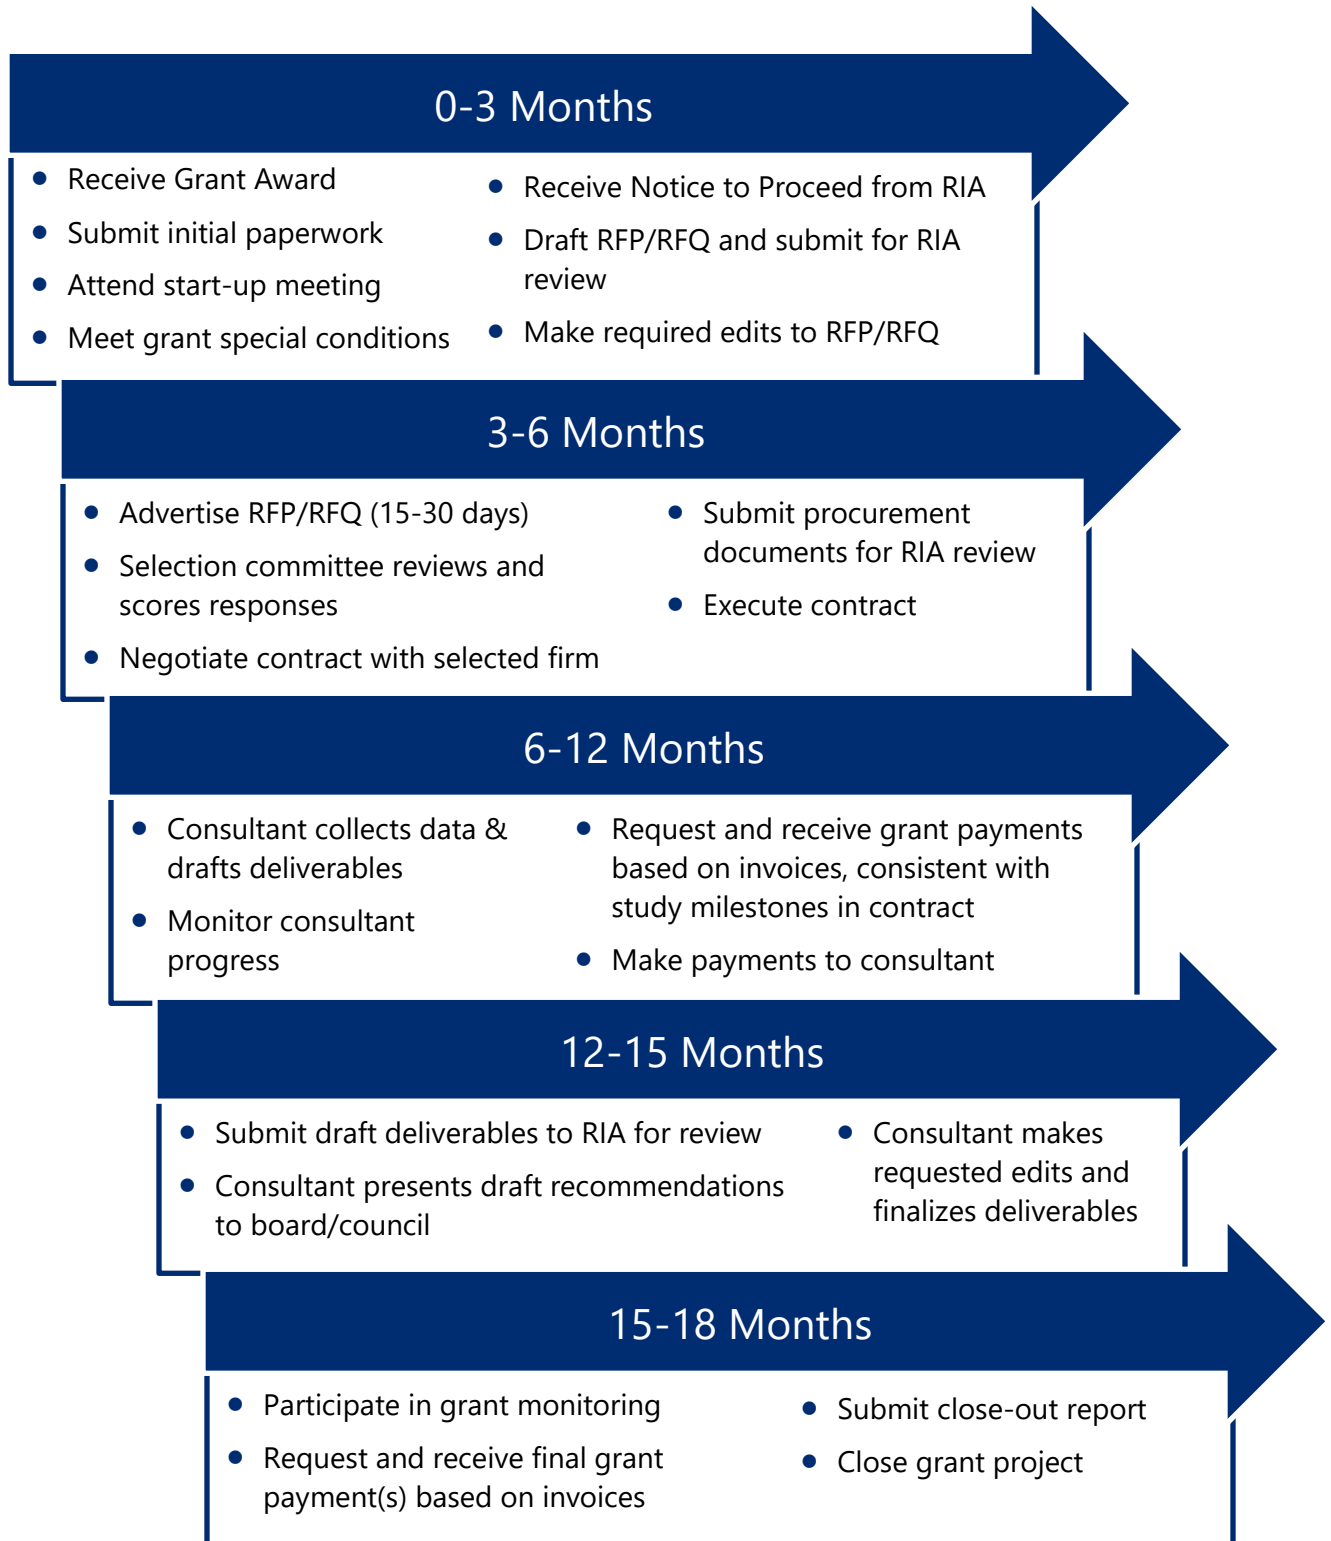 0-3 Months
Receive Grant Award
Submit initial paperwork
Attend start-up meeting
Meet grant special conditions
Receive Notice to Proceed from RIA
Draft RFP/RFQ and submit for RIA
review
Make required edits to RFP/RFQ
3-6 Months
Advertise RFP/RFQ (15-30 days)
Selection committee reviews and
scores responses
Negotiate contract with selected firm
Submit procurement
documents for RIA review
Execute contract
6-12 Months
Consultant collects data &
drafts deliverables
Monitor consultant
progress
Request and receive grant payments
based on invoices, consistent with
study milestones in contract
Make payments to consultant
12-15 Months
Submit draft deliverables to RIA for review
Consultant presents draft recommendations
to board/council
Consultant makes
requested edits and
finalizes deliverables
15-18 Months
Participate in grant monitoring
Request and receive final grant
payment(s) based on invoices
Submit close-out report
Close grant project